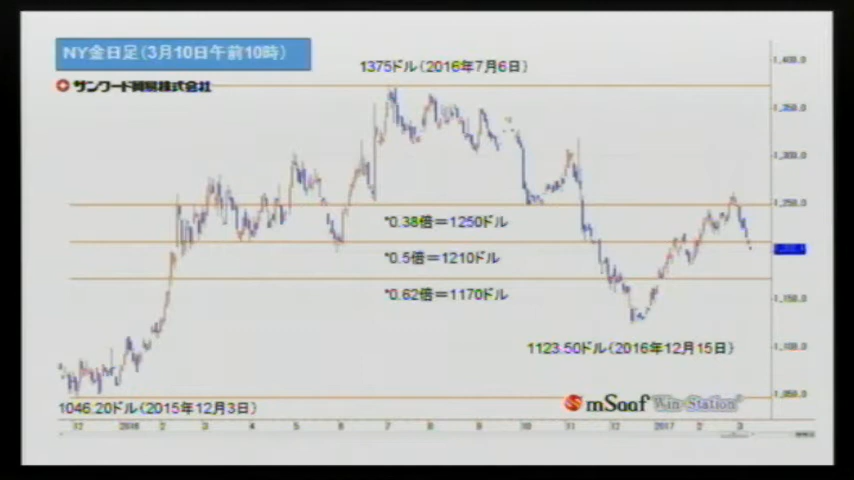 NY金日足(3月10日午前10時)
1375ドル(2016年7月6日)
サンワード貿易株式会社
1,400.0
1,350.0
1,300.0
1,250.0
*0.38倍=1250ドル
*0.5倍=1210ドル
*0.62倍=1170ドル
1,150.0
1,100.0
1123.50ドル(2016年12月15日)
1,050.0
1046.20ドル(2015年12月3日)
mSaaf Win-Station
12 2016 2 3 4 5 6 7 8 9 10 11 12 2017 2 3